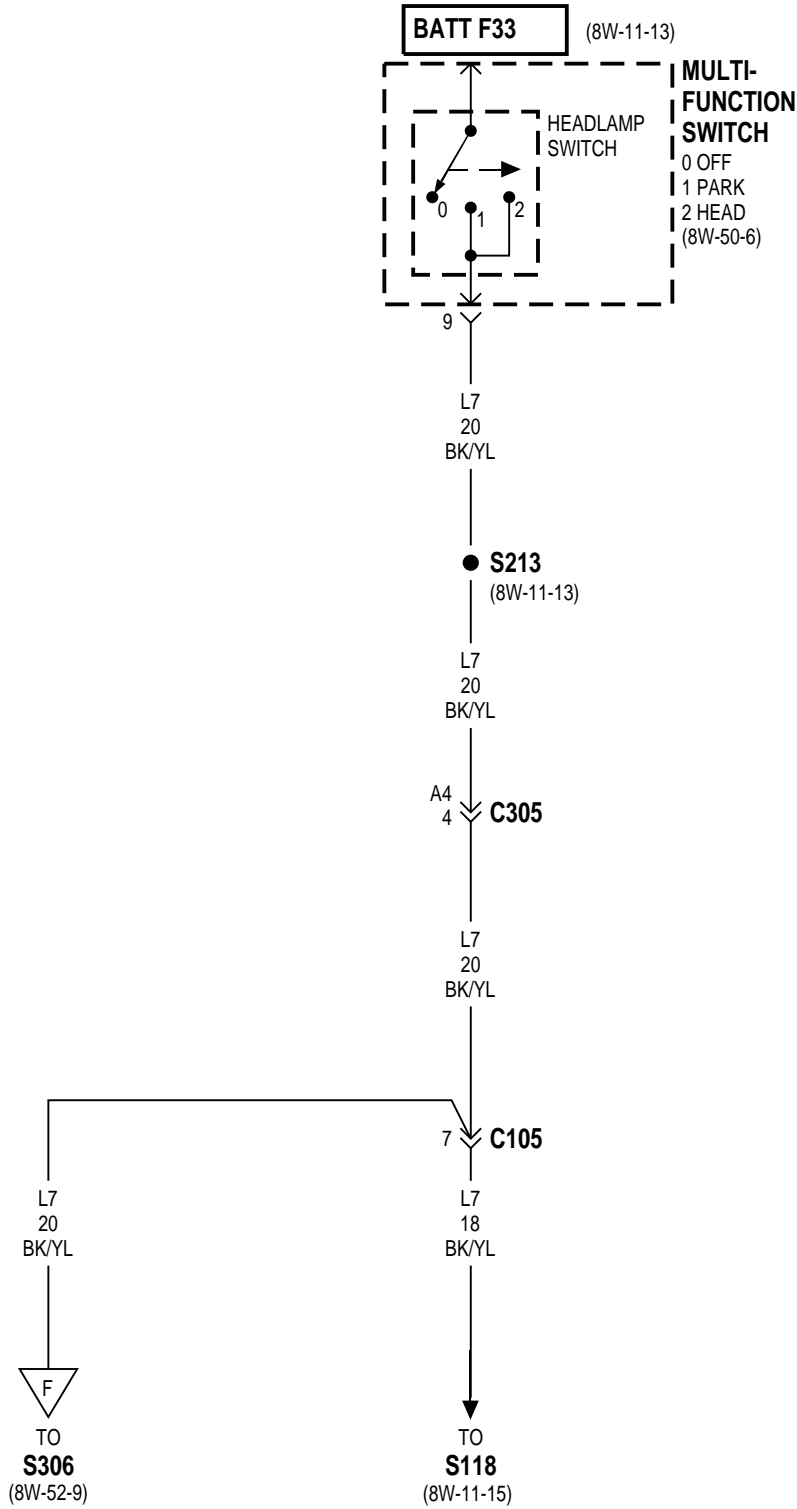 BATT F33 (8W-11-13)
MULTI-
FUNCTION
SWITCH
0 OFF
1 PARK
2 HEAD
(8W-50-6)
HEADLAMP
SWITCH
0
1
2
9
L7
20
BK/YL
S213
(8W-11-13)
L7
20
BK/YL
A4
4 C305
L7
20
BK/YL
7 C105
L7
20
BK/YL
L7
18
BK/YL
F
TO
S306
(8W-52-9)
TO
S118
(8W-11-15)